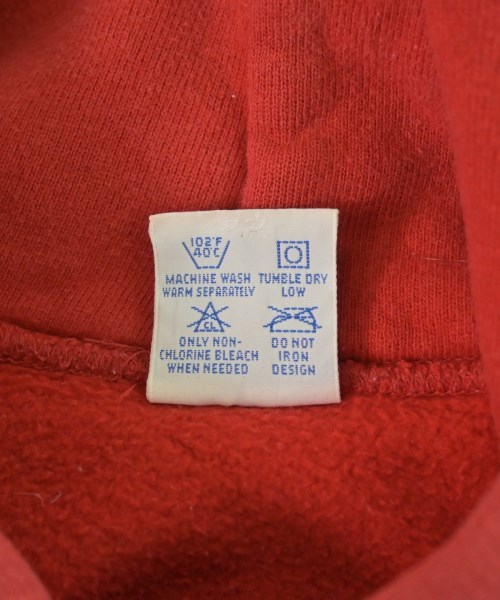 102°F
40°C
MACHINE WASH
WARM SEPARATELY
TUMBLE DRY
LOW
CL
ONLY NON-
CHLORINE BLEACH
WHEN NEEDED
DO NOT
IRON
DESIGN